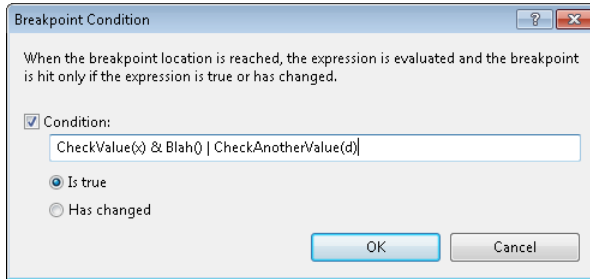 Breakpoint Condition
When the breakpoint location is reached, the expression is evaluated and the breakpoint
is hit only if the expression is true or has changed.
Condition:
CheckValue(x) & Blah() | CheckAnotherValue(d)
Is true
Has changed
OK
Cancel